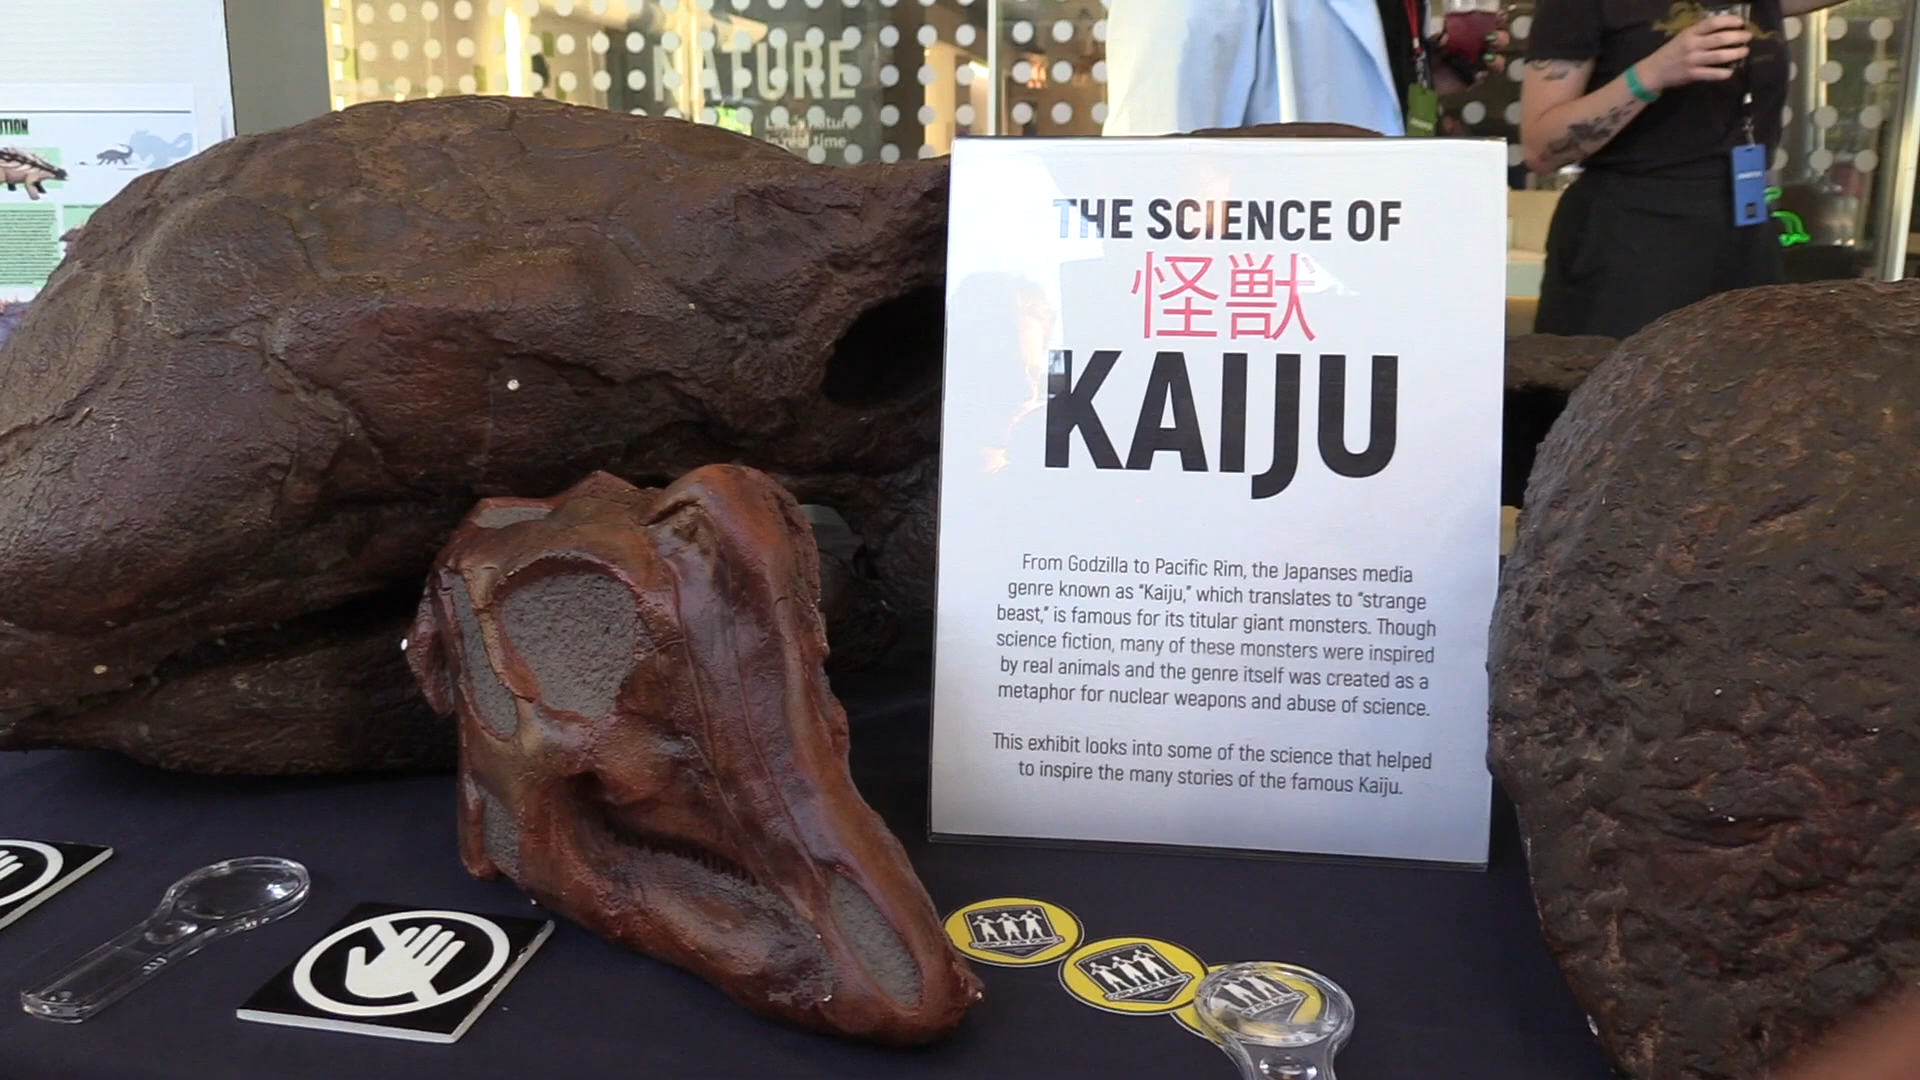 NATURE
THE SCIENCE OF
怪獣
KAIJU
From Godzilla to Pacific Rim, the Japanses media
genre known as "Kaiju," which translates to "strange
beast," is famous for its titular giant monsters. Though
science fiction, many of these monsters were inspired
by real animals and the genre itself was created as a
metaphor for nuclear weapons and abuse of science.
This exhibit looks into some of the science that helped
to inspire the many stories of the famous Kaiju.